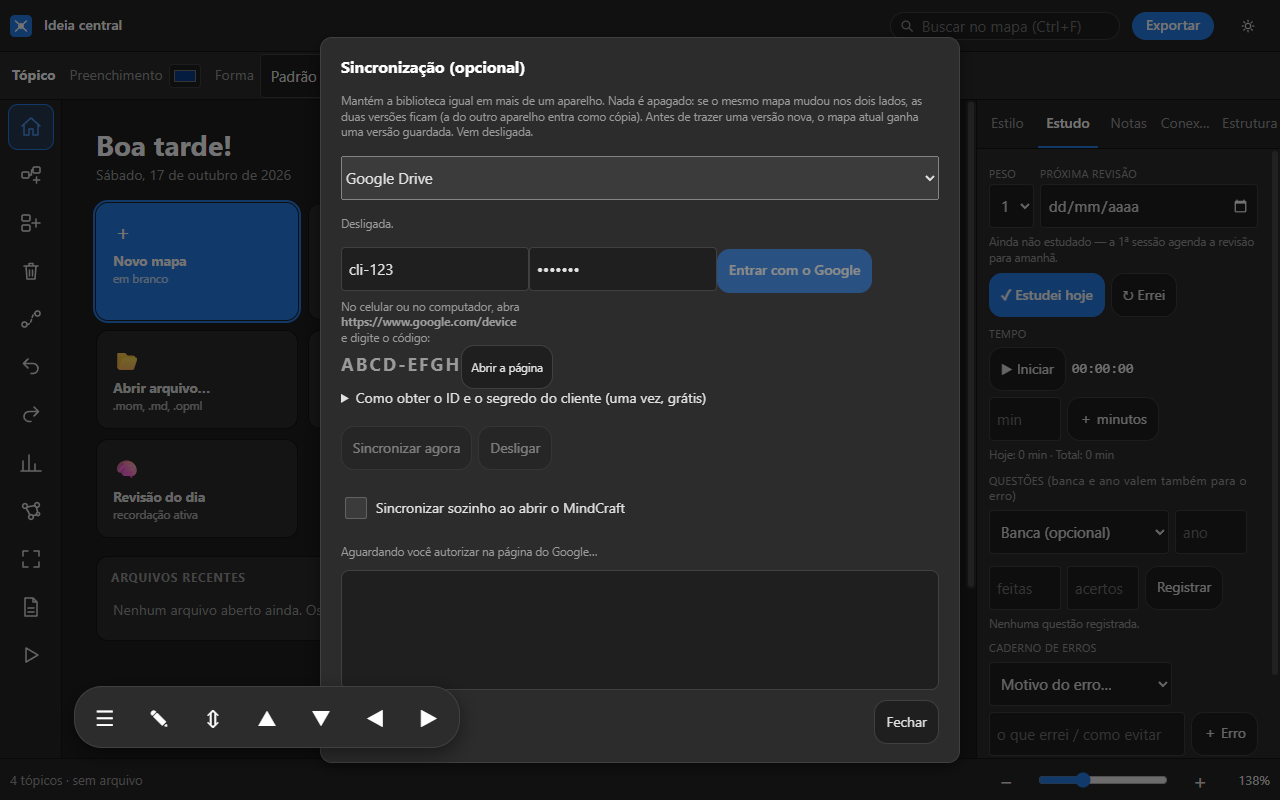 Ideia central
Buscar no mapa (Ctrl+F)
Exportar
Tópico
Preenchimento
Forma
Padrão
Boa tarde!
Sábado, 17 de outubro de 2026
+
Novo mapa
em branco
Abrir arquivo...
.mom, .md, .opml
Revisão do dia
recordação ativa
ARQUIVOS RECENTES
Nenhum arquivo aberto ainda. Os
Sincronização (opcional)
Mantém a biblioteca igual em mais de um aparelho. Nada é apagado: se o mesmo mapa mudou nos dois lados, as
duas versões ficam (a do outro aparelho entra como cópia). Antes de trazer uma versão nova, o mapa atual ganha
uma versão guardada. Vem desligada.
Google Drive
Desligada.
cli-123
•••••••
Entrar com o Google
No celular ou no computador, abra
https://www.google.com/device
e digite o código:
ABCD-EFGH
Abrir a página
▶ Como obter o ID e o segredo do cliente (uma vez, grátis)
Sincronizar agora
Desligar
Sincronizar sozinho ao abrir o MindCraft
Aguardando você autorizar na página do Google...
Fechar
Estilo
Estudo
Notas
Conex...
Estrutura
PESO
PRÓXIMA REVISÃO
1
dd/mm/aaaa
Ainda não estudado — a 1ª sessão agenda a revisão
para amanhã.
✓ Estudei hoje
↻ Errei
TEMPO
▶ Iniciar
00:00:00
min
+ minutos
Hoje: 0 min · Total: 0 min
QUESTÕES (banca e ano valem também para o
erro)
Banca (opcional)
ano
feitas
acertos
Registrar
Nenhuma questão registrada.
CADERNO DE ERROS
Motivo do erro...
o que errei / como evitar
+ Erro
4 tópicos · sem arquivo
138%